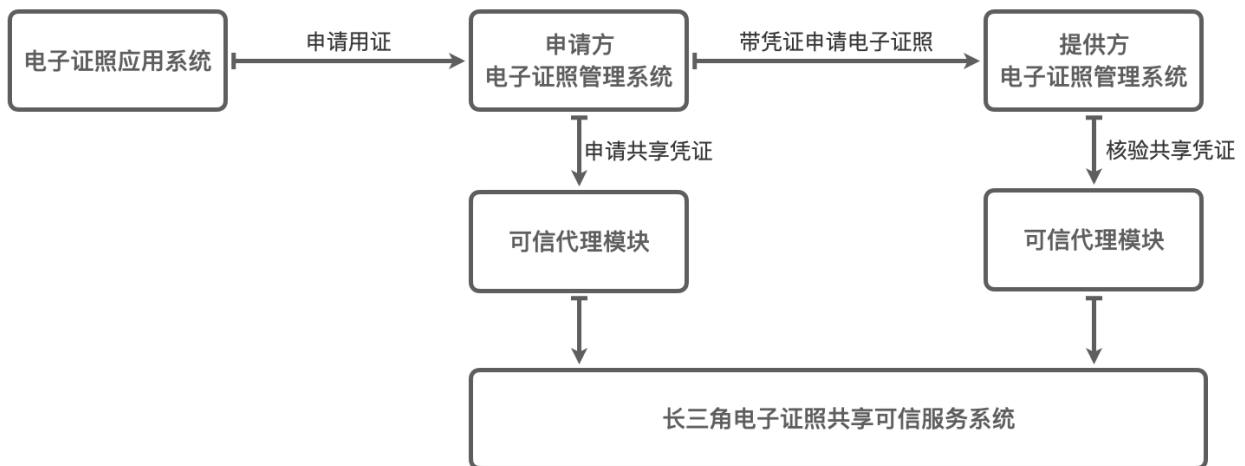 电子证照应用系统
申请用证
申请方
电子证照管理系统
带凭证申请电子证照
提供方
电子证照管理系统
申请共享凭证
核验共享凭证
可信代理模块
可信代理模块
长三角电子证照共享可信服务系统